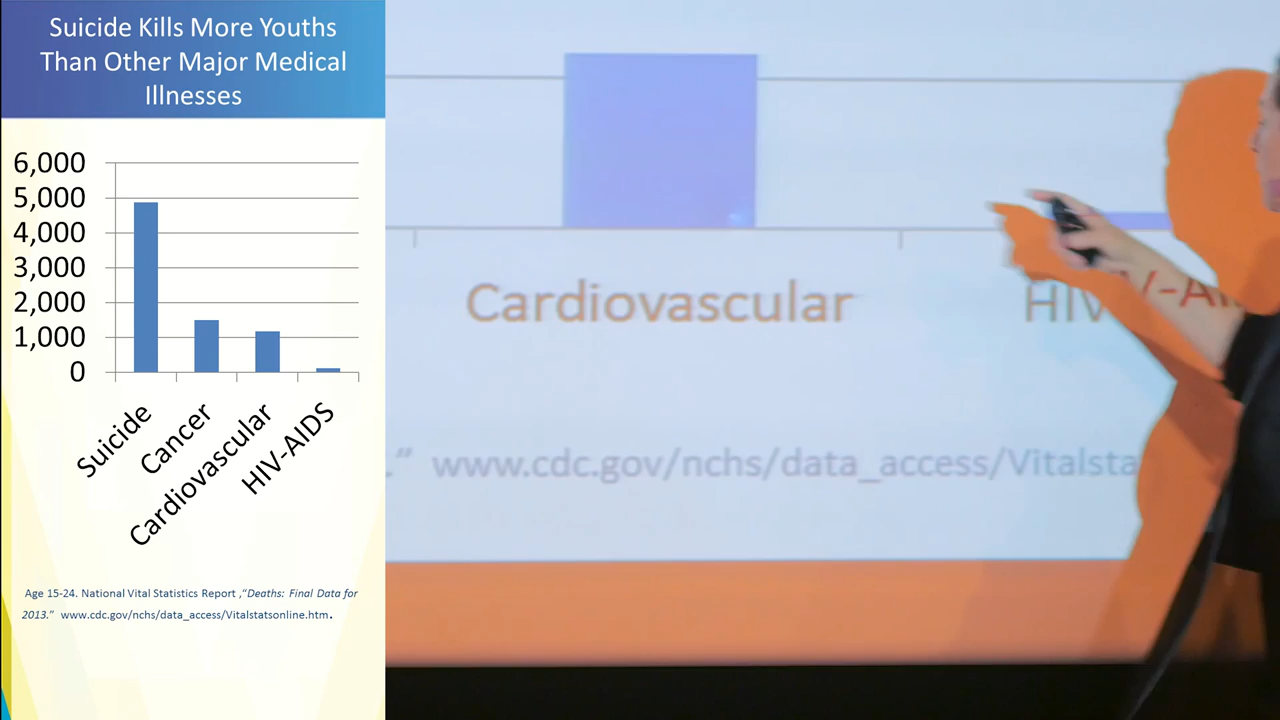 Suicide Kills More Youths
Than Other Major Medical
Illnesses
6,000
5,000
4,000
3,000
2,000
1,000
0
Suicide
Cancer
Cardiovascular
HIV-AIDS
Age 15-24. National Vital Statistics Report ,“Deaths: Final Data for
2013.” www.cdc.gov/nchs/data_access/Vitalstatsonline.htm.
Cardiovascular
HIV-AI
.” www.cdc.gov/nchs/data_access/Vitalsta